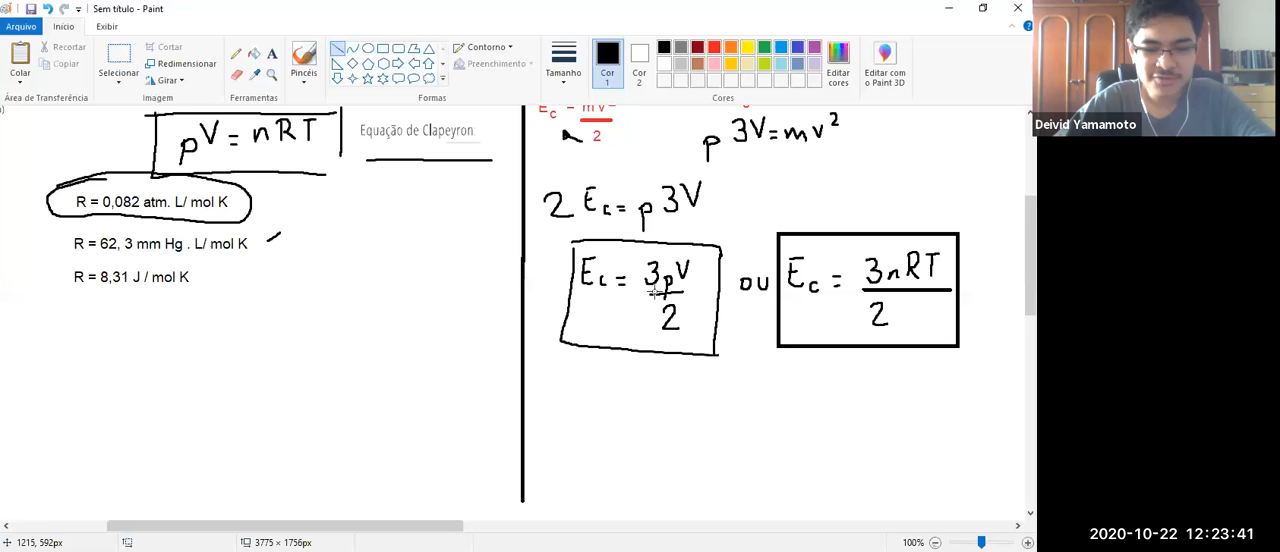 Sem título - Paint
Arquivo Início Exibir
Colar
Recortar
Copiar
Área de Transferência
Selecionar
Cortar
Redimensionar
Girar
Imagem
Ferramentas
Pincéis
Contorno
Preenchimento
Formas
Tamanho
Cor 1
Cor 2
Cores
Editar cores
Editar com o Paint 3D
Deivid Yamamoto
pV = nRT
Equação de Clapeyron:
R = 0,082 atm. L/ mol K
R = 62, 3 mm Hg . L/ mol K
R = 8,31 J / mol K
2
p 3V = mv²
2 Ec = p 3V
Ec = 3pV
2
OU
Ec = 3nRT
2
1215, 592px
3775 × 1756px
100%
2020-10-22 12:23:41